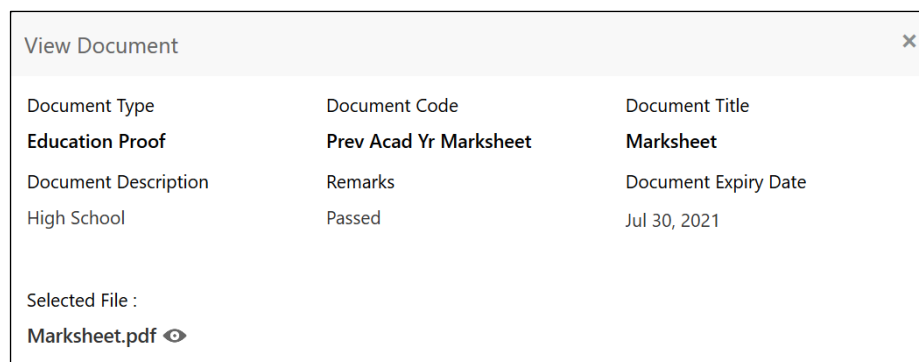 View Document
Document Type Document Code Document Title
Education Proof Prev Acad Yr Marksheet Marksheet
Document Description Remarks Document Expiry Date
High School Passed Jul 30, 2021
Selected File :
Marksheet.pdf